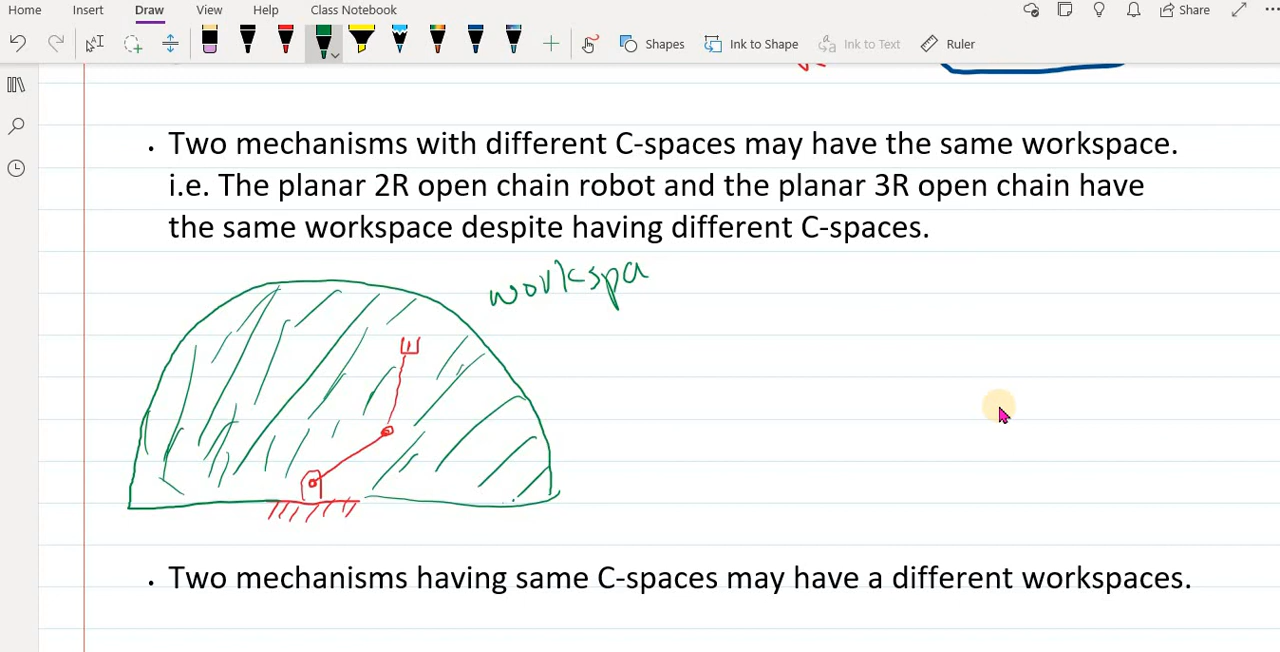 Home Insert Draw View Help Class Notebook Share
Shapes Ink to Shape Ink to Text Ruler
. Two mechanisms with different C-spaces may have the same workspace.
i.e. The planar 2R open chain robot and the planar 3R open chain have
the same workspace despite having different C-spaces.
workspa
. Two mechanisms having same C-spaces may have a different workspaces.